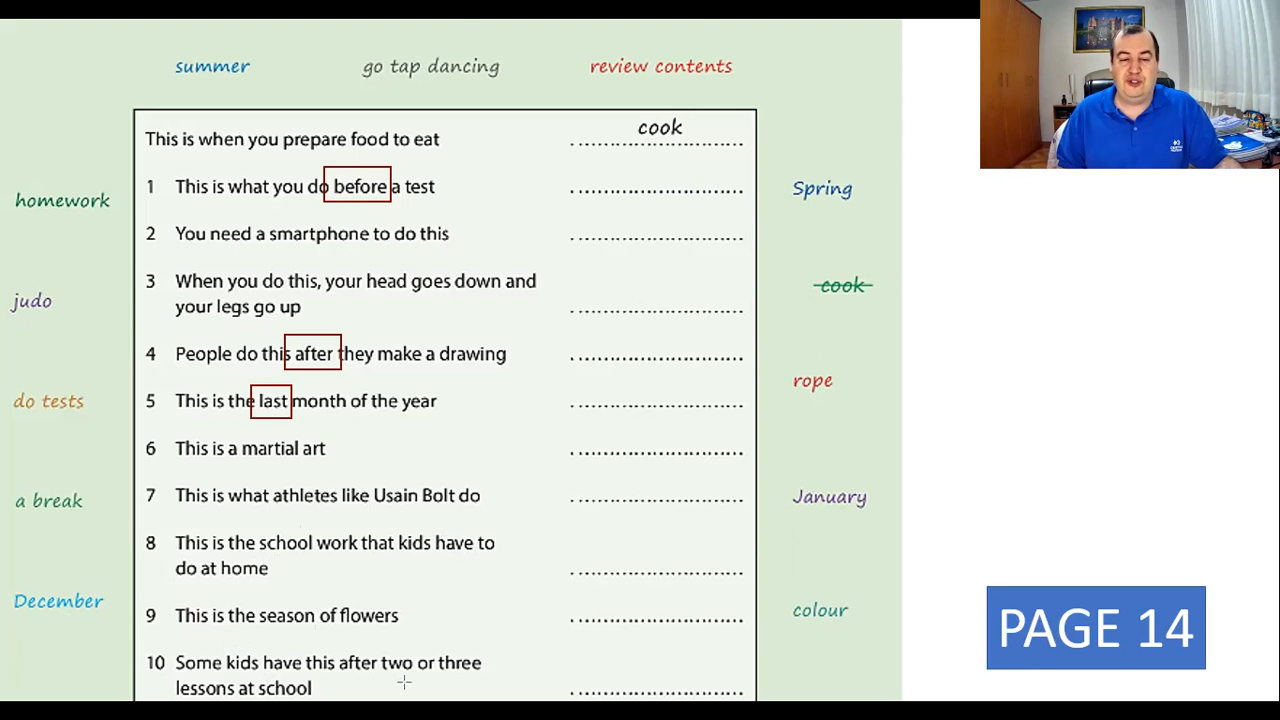 summer go tap dancing review contents
This is when you prepare food to eat cook
1 This is what you do before a test
2 You need a smartphone to do this
3 When you do this, your head goes down and
your legs go up
4 People do this after they make a drawing
5 This is the last month of the year
6 This is a martial art
7 This is what athletes like Usain Bolt do
8 This is the school work that kids have to
do at home
9 This is the season of flowers
10 Some kids have this after two or three
lessons at school
homework
judo
do tests
a break
December
Spring
cook
rope
January
colour
PAGE 14